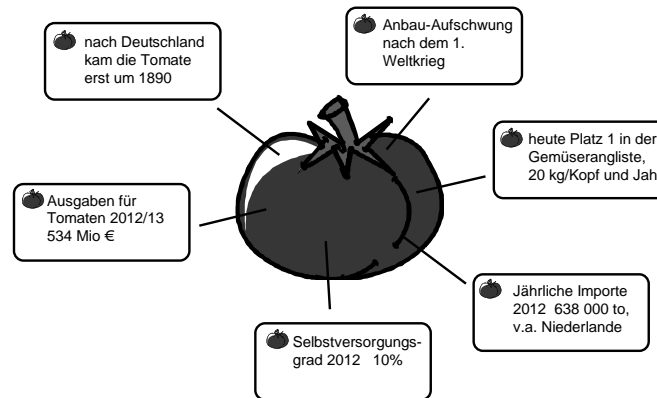 nach Deutschland
kam die Tomate
erst um 1890
Anbau-Aufschwung
nach dem 1.
Weltkrieg
heute Platz 1 in der
Gemüserangliste,
20 kg/Kopf und Jah
Ausgaben für
Tomaten 2012/13
534 Mio €
Jährliche Importe
2012 638 000 to,
v.a. Niederlande
Selbstversorgungs-
grad 2012 10%